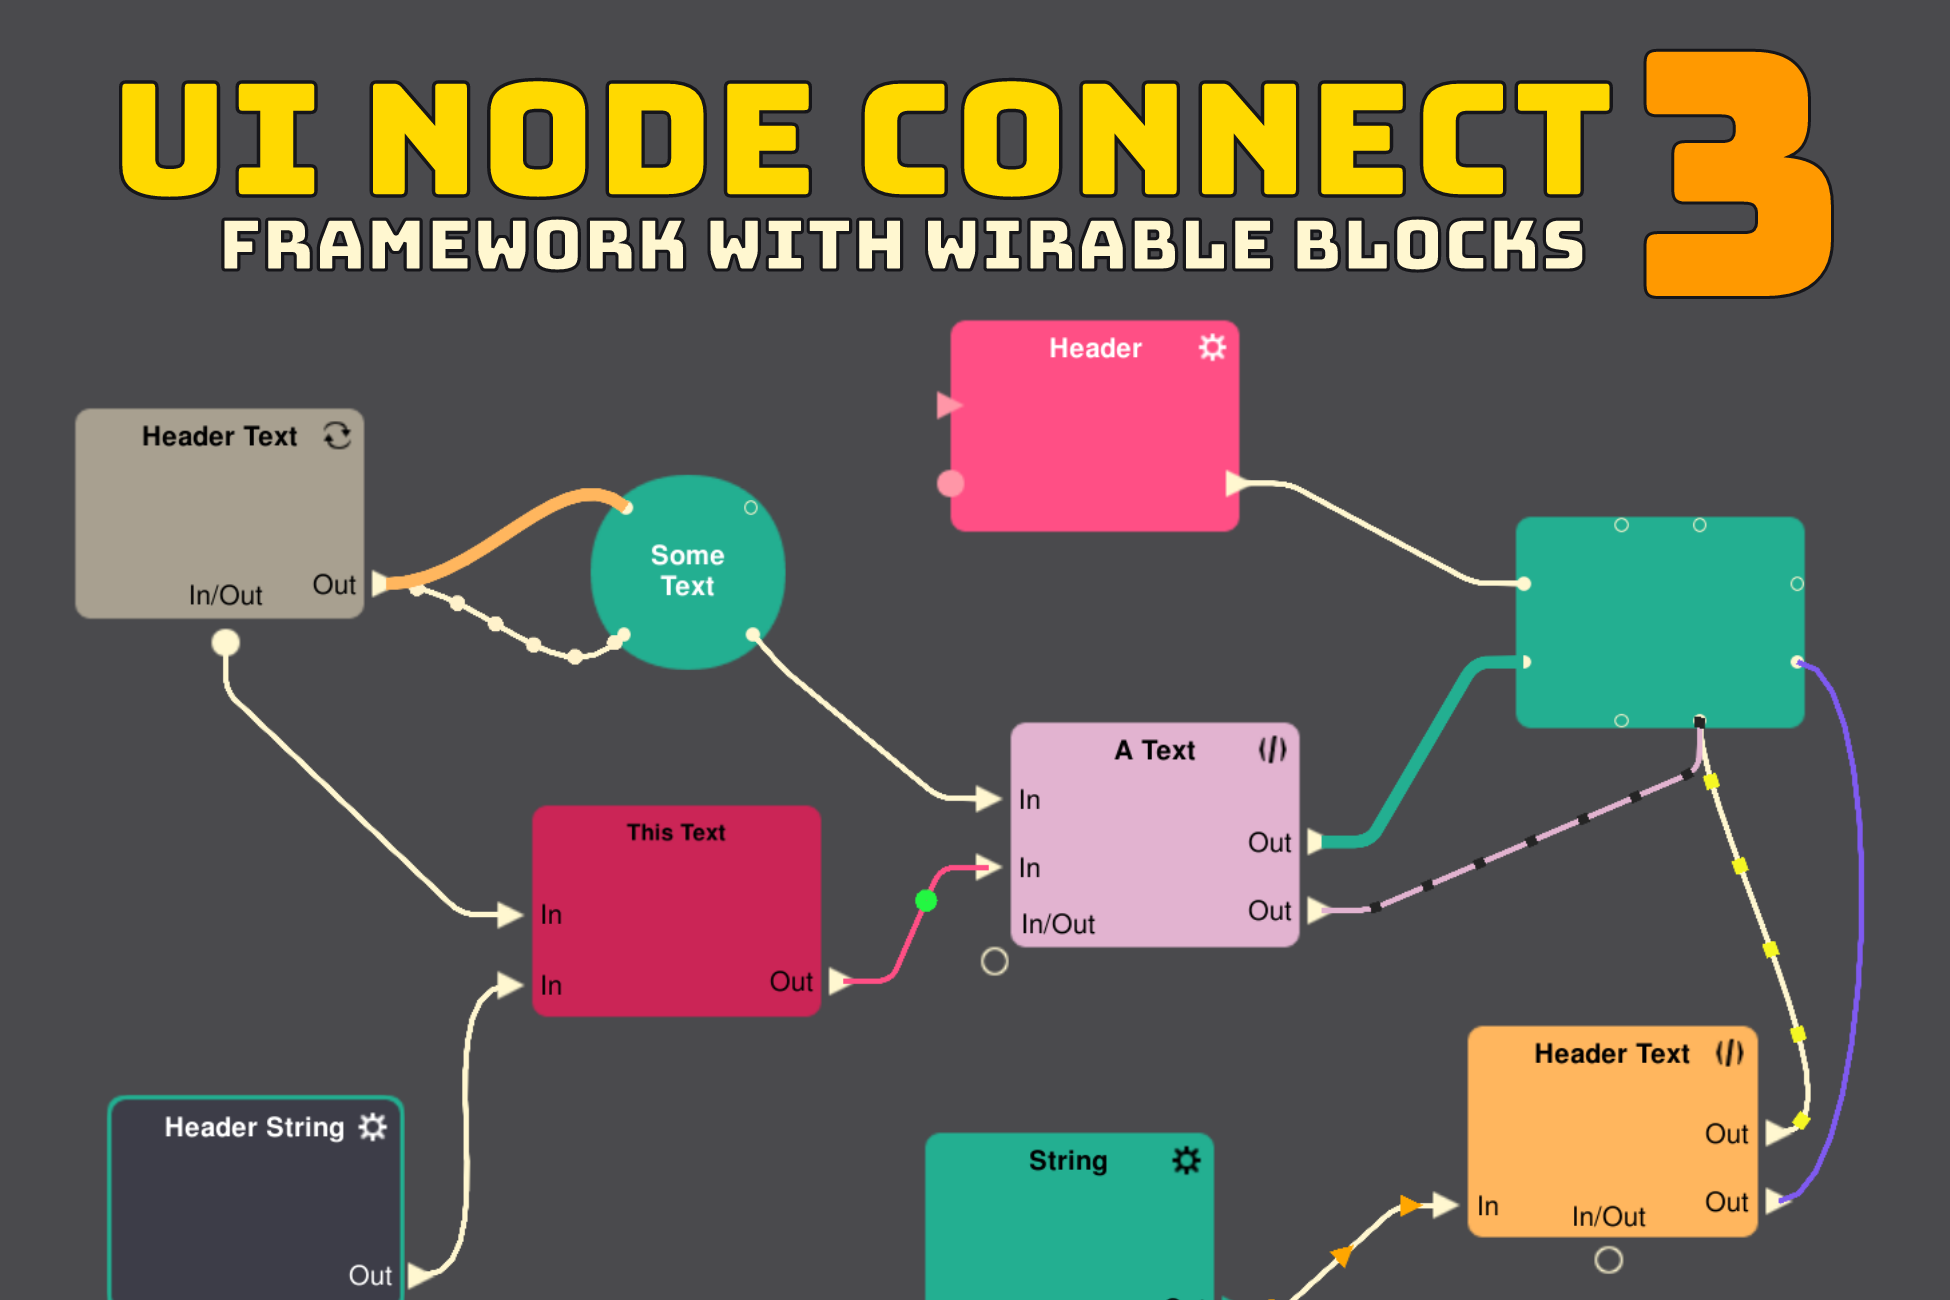 UI NODE CONNECT 3
FRAMEWORK WITH WIRABLE BLOCKS
Header
Header Text
In/Out
Out
Some
Text
A Text
In
In
In/Out
Out
Out
This Text
In
In
Out
Header String
Out
String
Header Text
In
In/Out
Out
Out